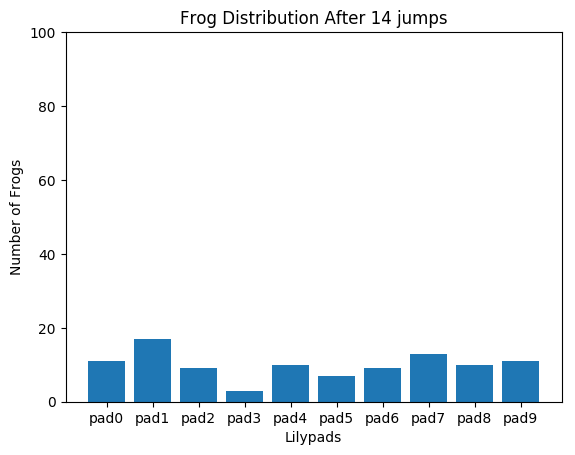 Frog Distribution After 14 jumps
100
80
60
40
20
0
Number of Frogs
pad0 pad1 pad2 pad3 pad4 pad5 pad6 pad7 pad8 pad9
Lilypads